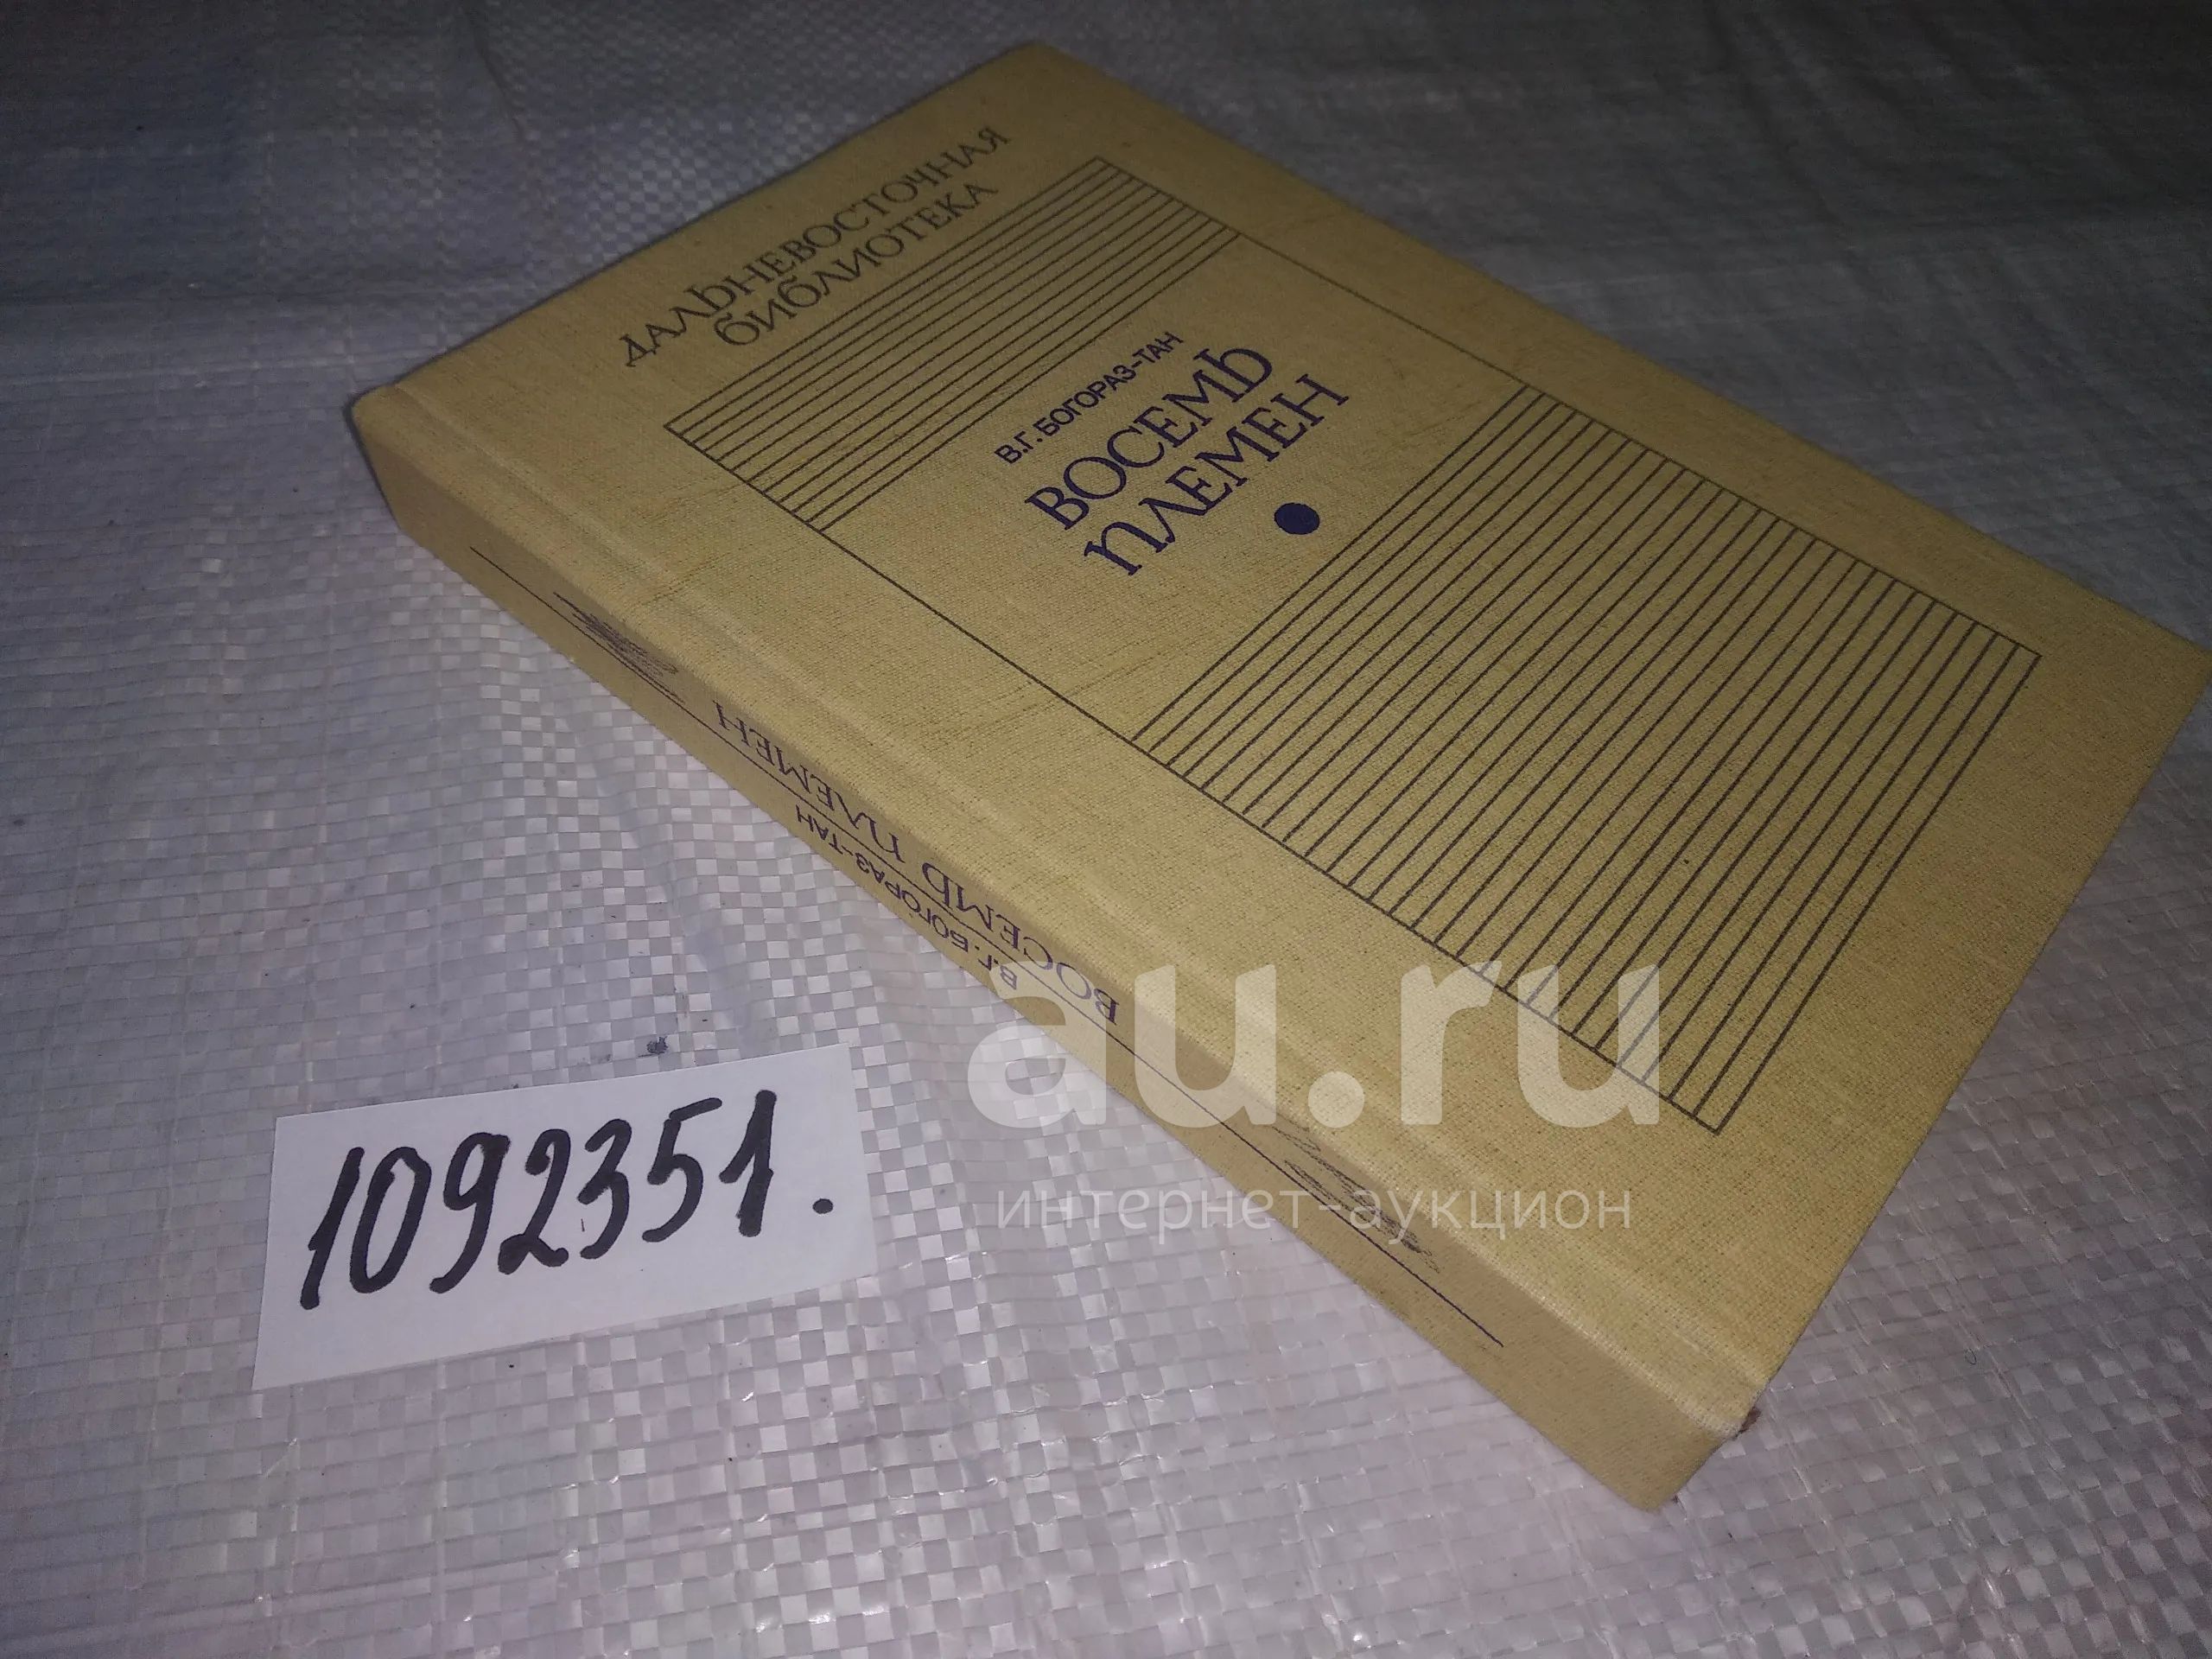 ДАЛЬНЕВОСТОЧНАЯ
БИБЛИОТЕКА
В.Г. БОГОРАЗ-ТАН
ВОСЕМЬ
ПЛЕМЕН
В.Г. БОГОРАЗ-ТАН
ВОСЕМЬ ПЛЕМЕН
1092351.
au.ru
интернет-аукцион